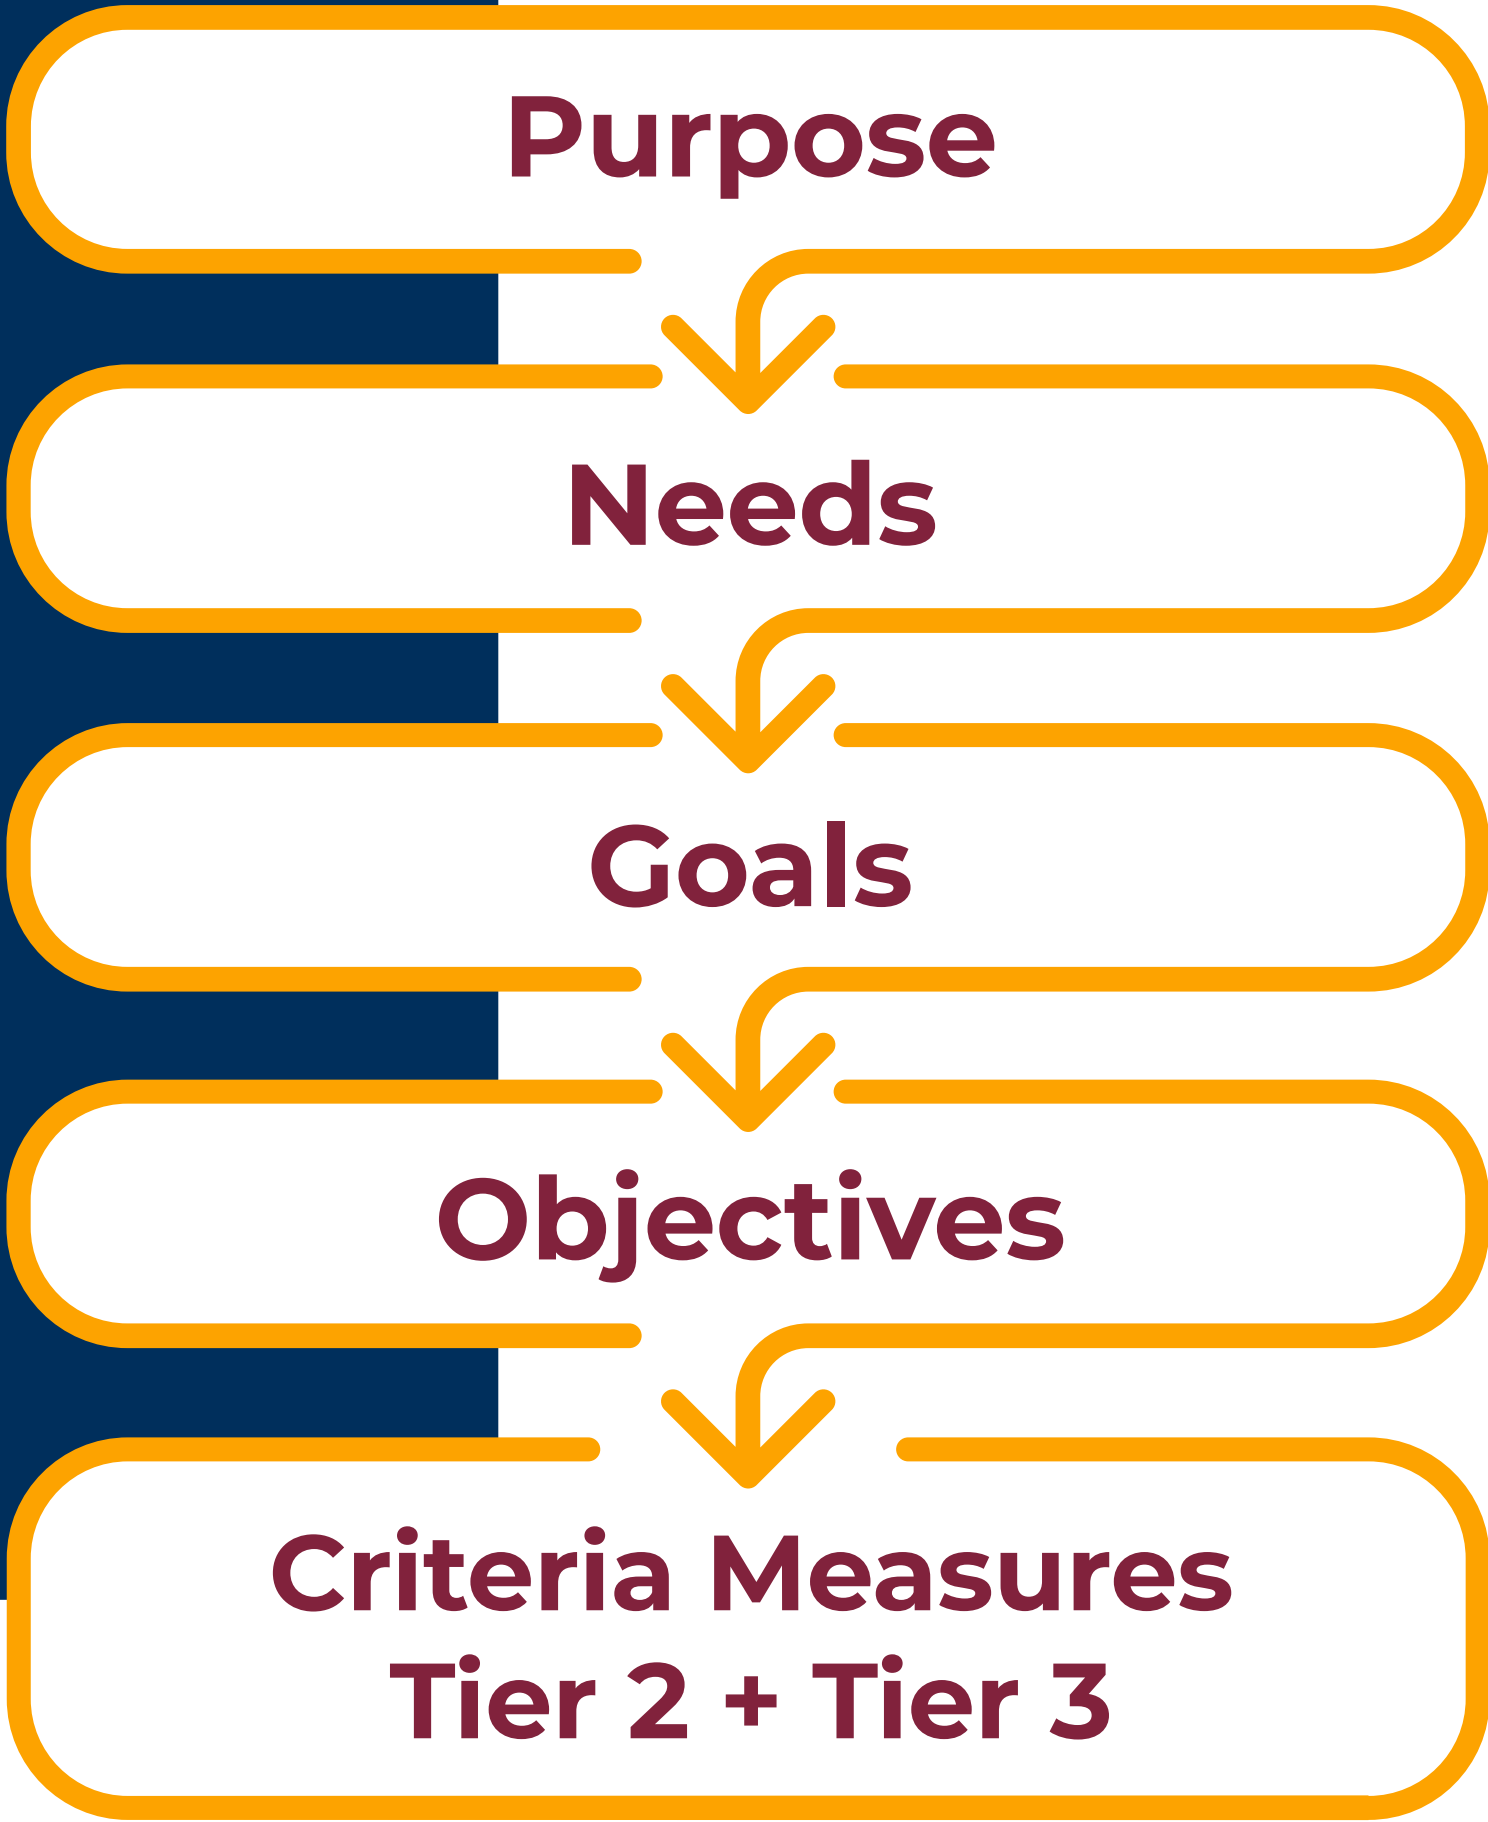 Purpose
Needs
Goals
Objectives
Criteria Measures
Tier 2 + Tier 3